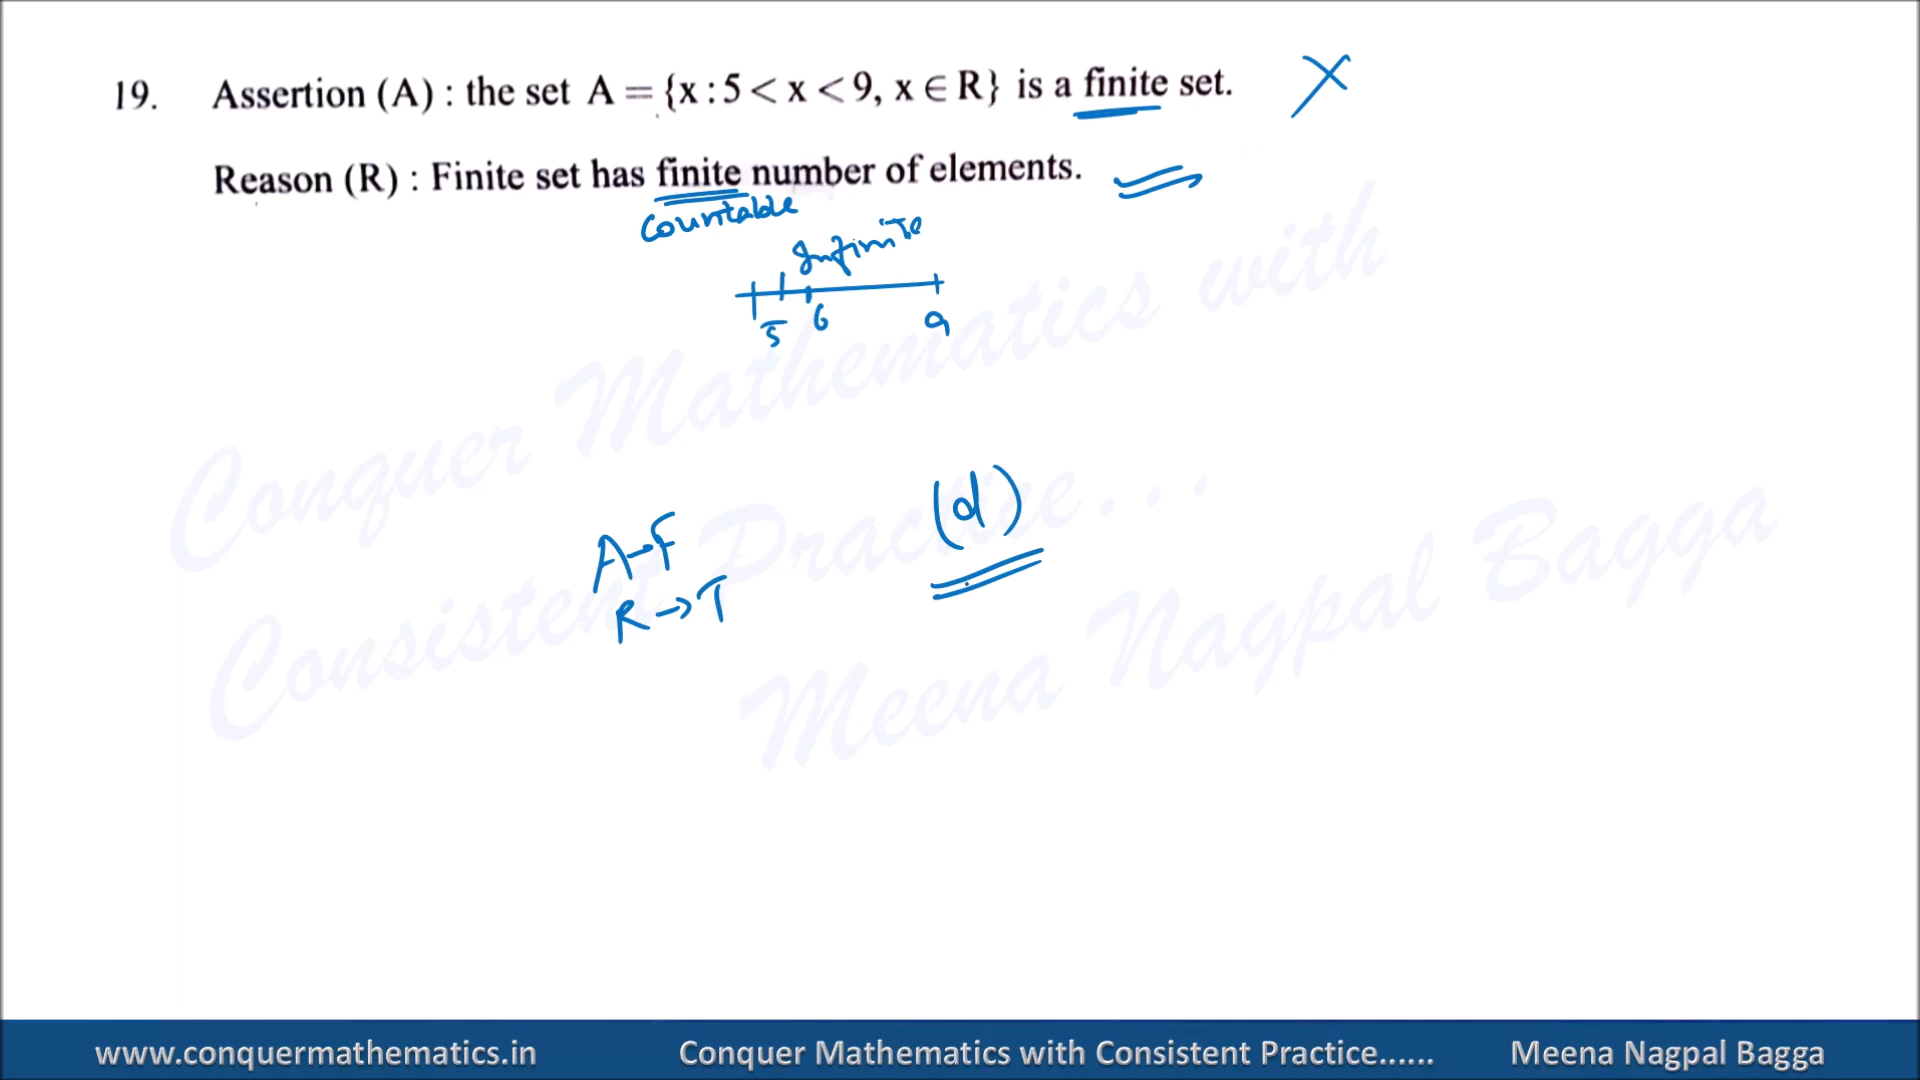 19. Assertion (A) : the set A = {x : 5 < x < 9, x ∈ R} is a finite set.
Reason (R) : Finite set has finite number of elements.
Countable
Infinite
5 6 9
(d)
A→F
R→T
Conquer Mathematics with
Consistent Practice...
Meena Nagpal Bagga
www.conquermathematics.in Conquer Mathematics with Consistent Practice...... Meena Nagpal Bagga